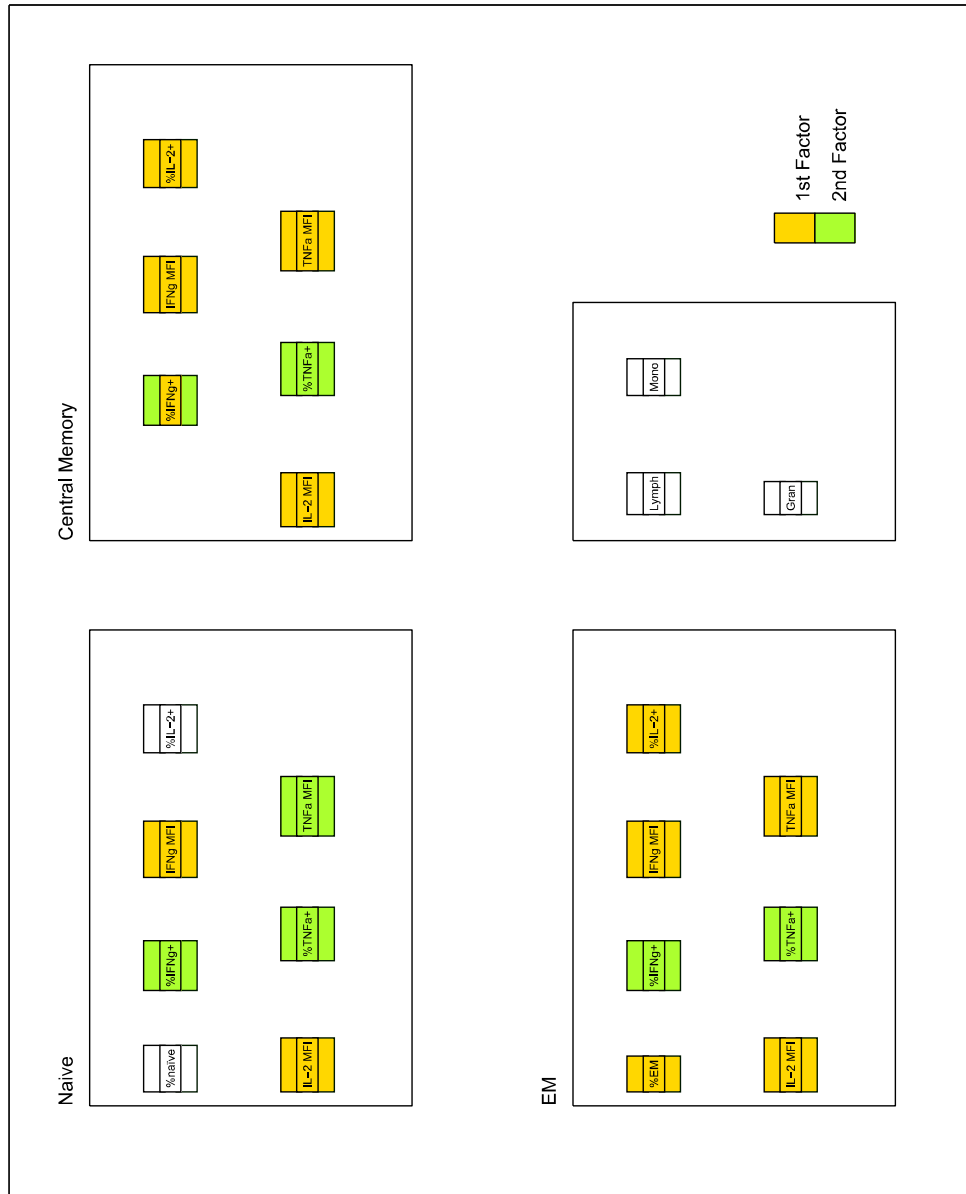 Naïve
%naïve
%IFNg+
IFNg MFI
%IL−2+
IL−2 MFI
%TNFa+
TNFa MFI
Central Memory
%IFNg+
IFNg MFI
%IL−2+
IL−2 MFI
%TNFa+
TNFa MFI
EM
%EM
%IFNg+
IFNg MFI
%IL−2+
IL−2 MFI
%TNFa+
TNFa MFI
Lymph
Mono
Gran
1st Factor
2nd Factor